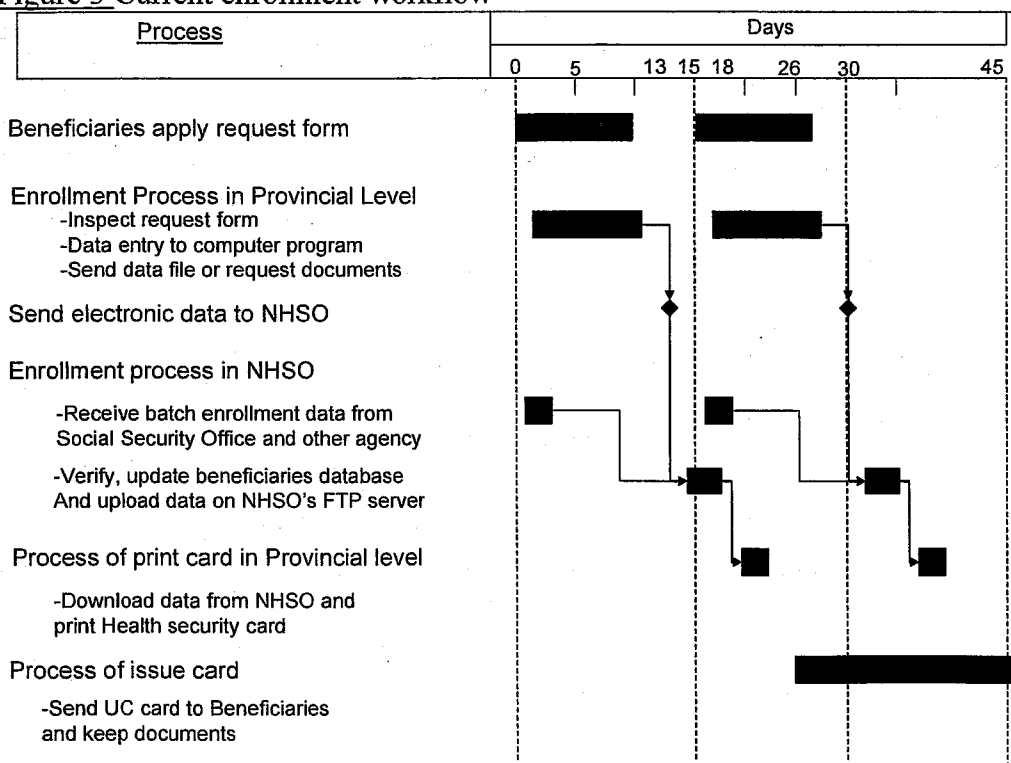 Figure 3 Current enrollment workflow
Process
Days
0 5 13 15 18 26 30 45
Beneficiaries apply request form
Enrollment Process in Provincial Level
-Inspect request form
-Data entry to computer program
-Send data file or request documents
Send electronic data to NHSO
Enrollment process in NHSO
-Receive batch enrollment data from
Social Security Office and other agency
-Verify, update beneficiaries database
And upload data on NHSO's FTP server
Process of print card in Provincial level
-Download data from NHSO and
print Health security card
Process of issue card
-Send UC card to Beneficiaries
and keep documents